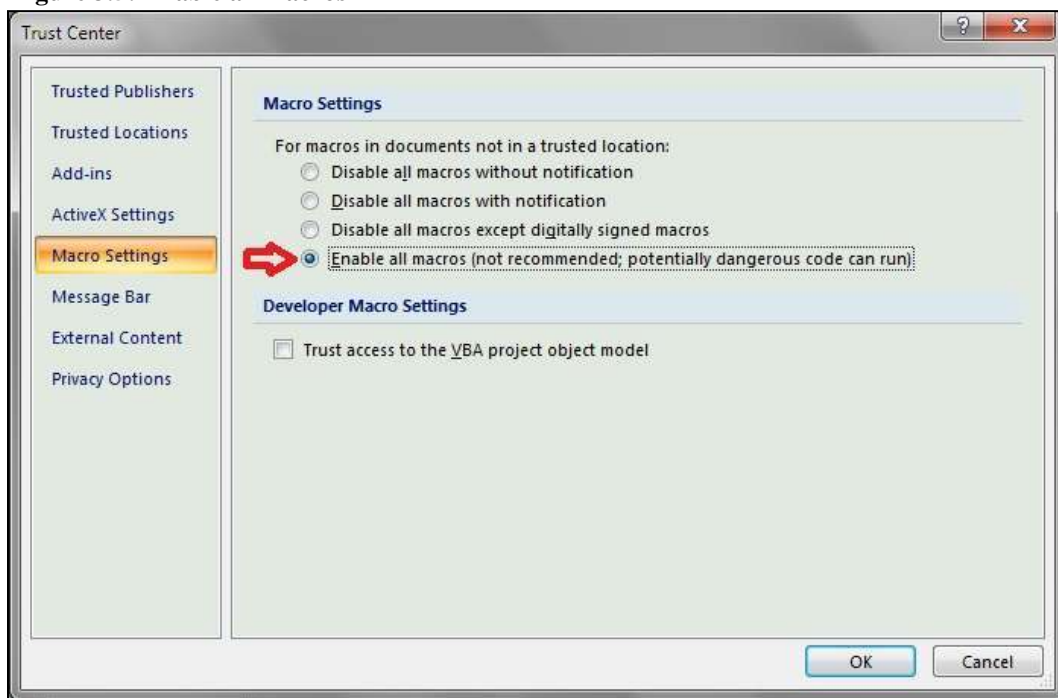 Trust Center
?
Trusted Publishers
Trusted Locations
Add-ins
ActiveX Settings
Macro Settings
Message Bar
External Content
Privacy Options
Macro Settings
For macros in documents not in a trusted location:
Disable all macros without notification
Disable all macros with notification
Disable all macros except digitally signed macros
Enable all macros (not recommended; potentially dangerous code can run)
Developer Macro Settings
Trust access to the VBA project object model
OK
Cancel